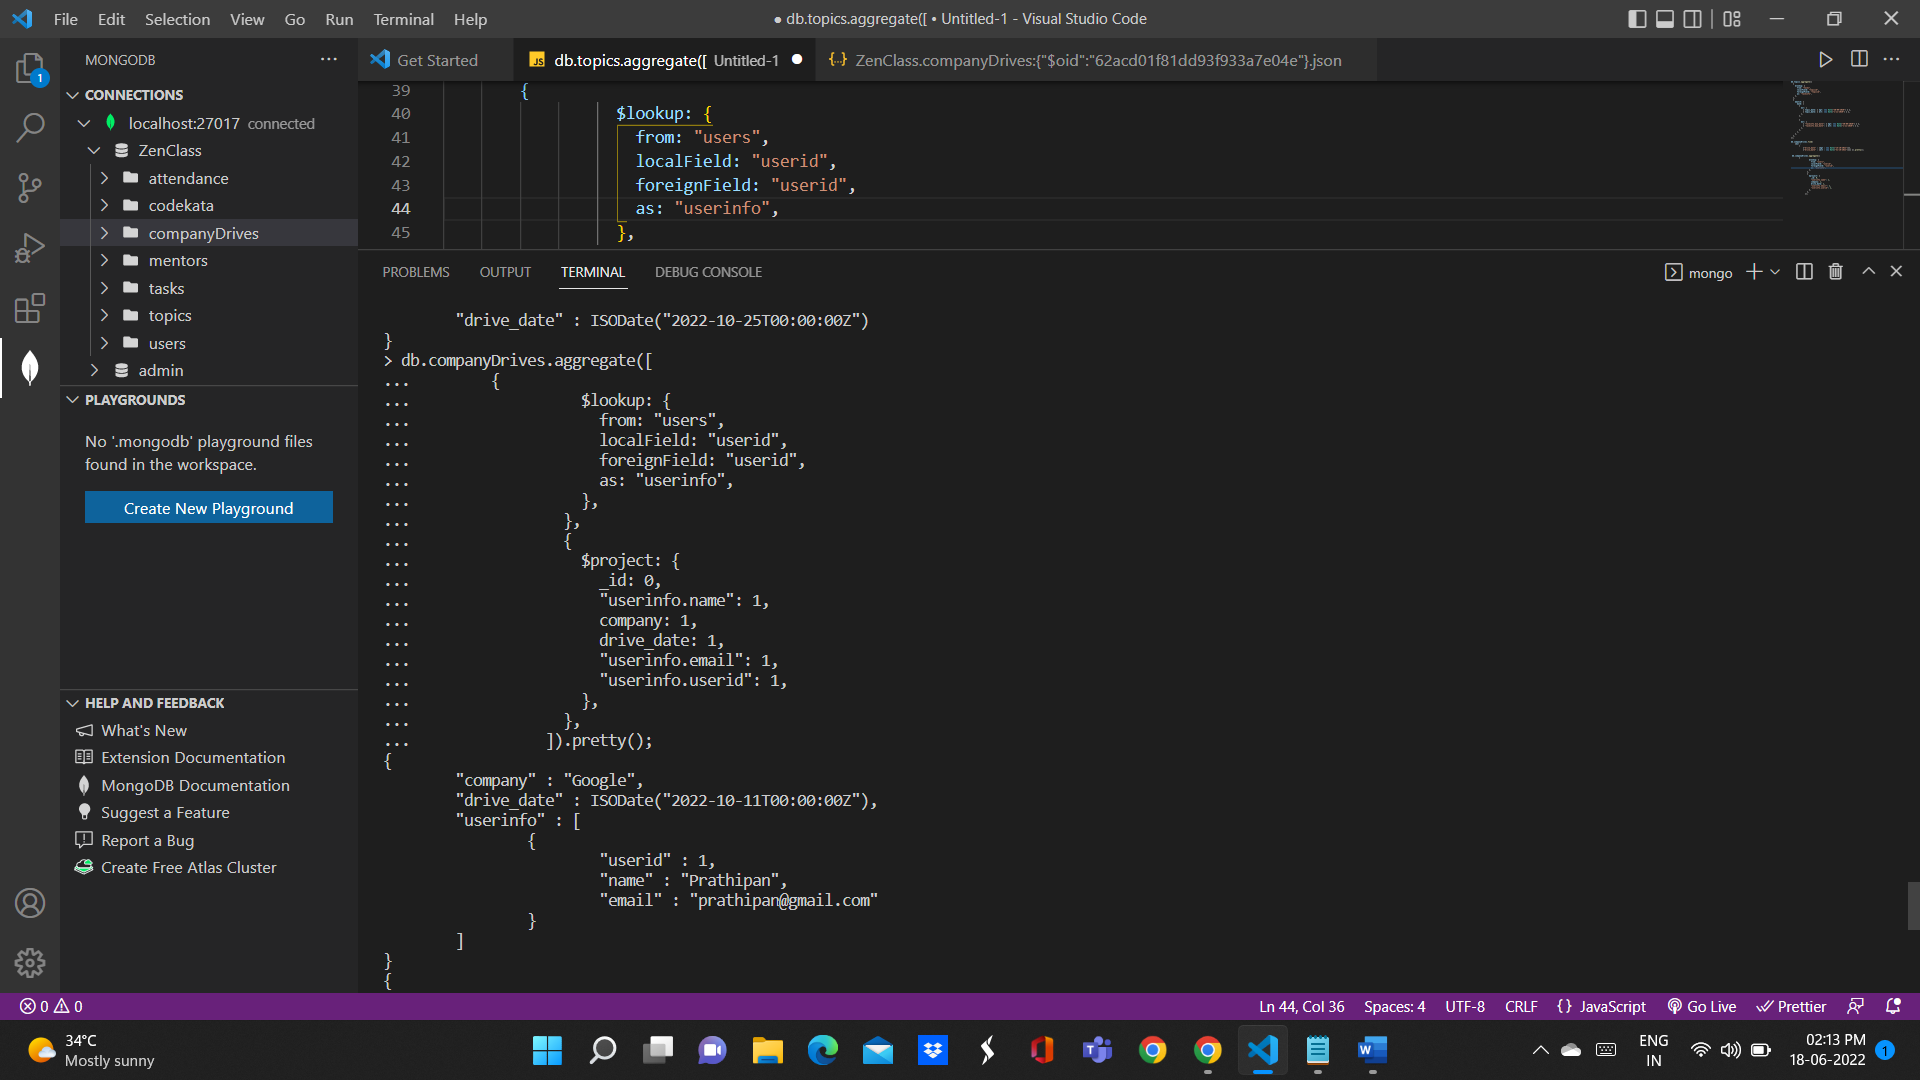 File Edit Selection View Go Run Terminal Help
● db.topics.aggregate([ • Untitled-1 - Visual Studio Code
MONGODB
Get Started
JS db.topics.aggregate([ Untitled-1 ●
{..} ZenClass.companyDrives:{"$oid":"62acd01f81dd93f933a7e04e"}.json
1
CONNECTIONS
localhost:27017 connected
ZenClass
attendance
codekata
companyDrives
mentors
tasks
topics
users
admin
PLAYGROUNDS
No '.mongodb' playground files
found in the workspace.
Create New Playground
HELP AND FEEDBACK
What's New
Extension Documentation
MongoDB Documentation
Suggest a Feature
Report a Bug
Create Free Atlas Cluster
39 {
40 $lookup: {
41 from: "users",
42 localField: "userid",
43 foreignField: "userid",
44 as: "userinfo",
45 },
PROBLEMS OUTPUT TERMINAL DEBUG CONSOLE
mongo
"drive_date" : ISODate("2022-10-25T00:00:00Z")
}
> db.companyDrives.aggregate([
... {
... $lookup: {
... from: "users",
... localField: "userid",
... foreignField: "userid",
... as: "userinfo",
... },
... },
... {
... $project: {
... _id: 0,
... "userinfo.name": 1,
... company: 1,
... drive_date: 1,
... "userinfo.email": 1,
... "userinfo.userid": 1,
... },
... },
... ]).pretty();
{
"company" : "Google",
"drive_date" : ISODate("2022-10-11T00:00:00Z"),
"userinfo" : [
{
"userid" : 1,
"name" : "Prathipan",
"email" : "prathipan@gmail.com"
}
]
}
{
0 0
Ln 44, Col 36 Spaces: 4 UTF-8 CRLF {} JavaScript Go Live Prettier
34°C
Mostly sunny
ENG
IN
02:13 PM
18-06-2022
1